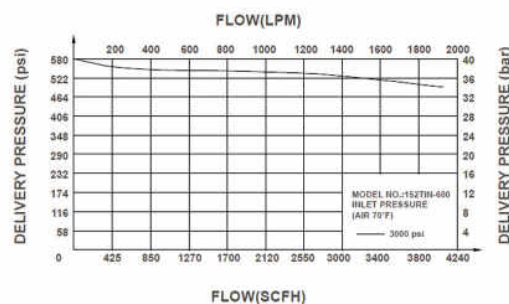 FLOW(LPM)
200 400 600 800 1000 1200 1400 1600 1800 2000
DELIVERY PRESSURE (psi)
580
522
464
406
348
290
232
174
116
58
0
40
36
32
28
24
20
16
12
8
4
DELIVERY PRESSURE (bar)
MODEL NO.:152TIN-600
INLET PRESSURE
(AIR 70°F)
3000 psi
425 850 1270 1700 2120 2550 3000 3400 3800 4240
FLOW(SCFH)